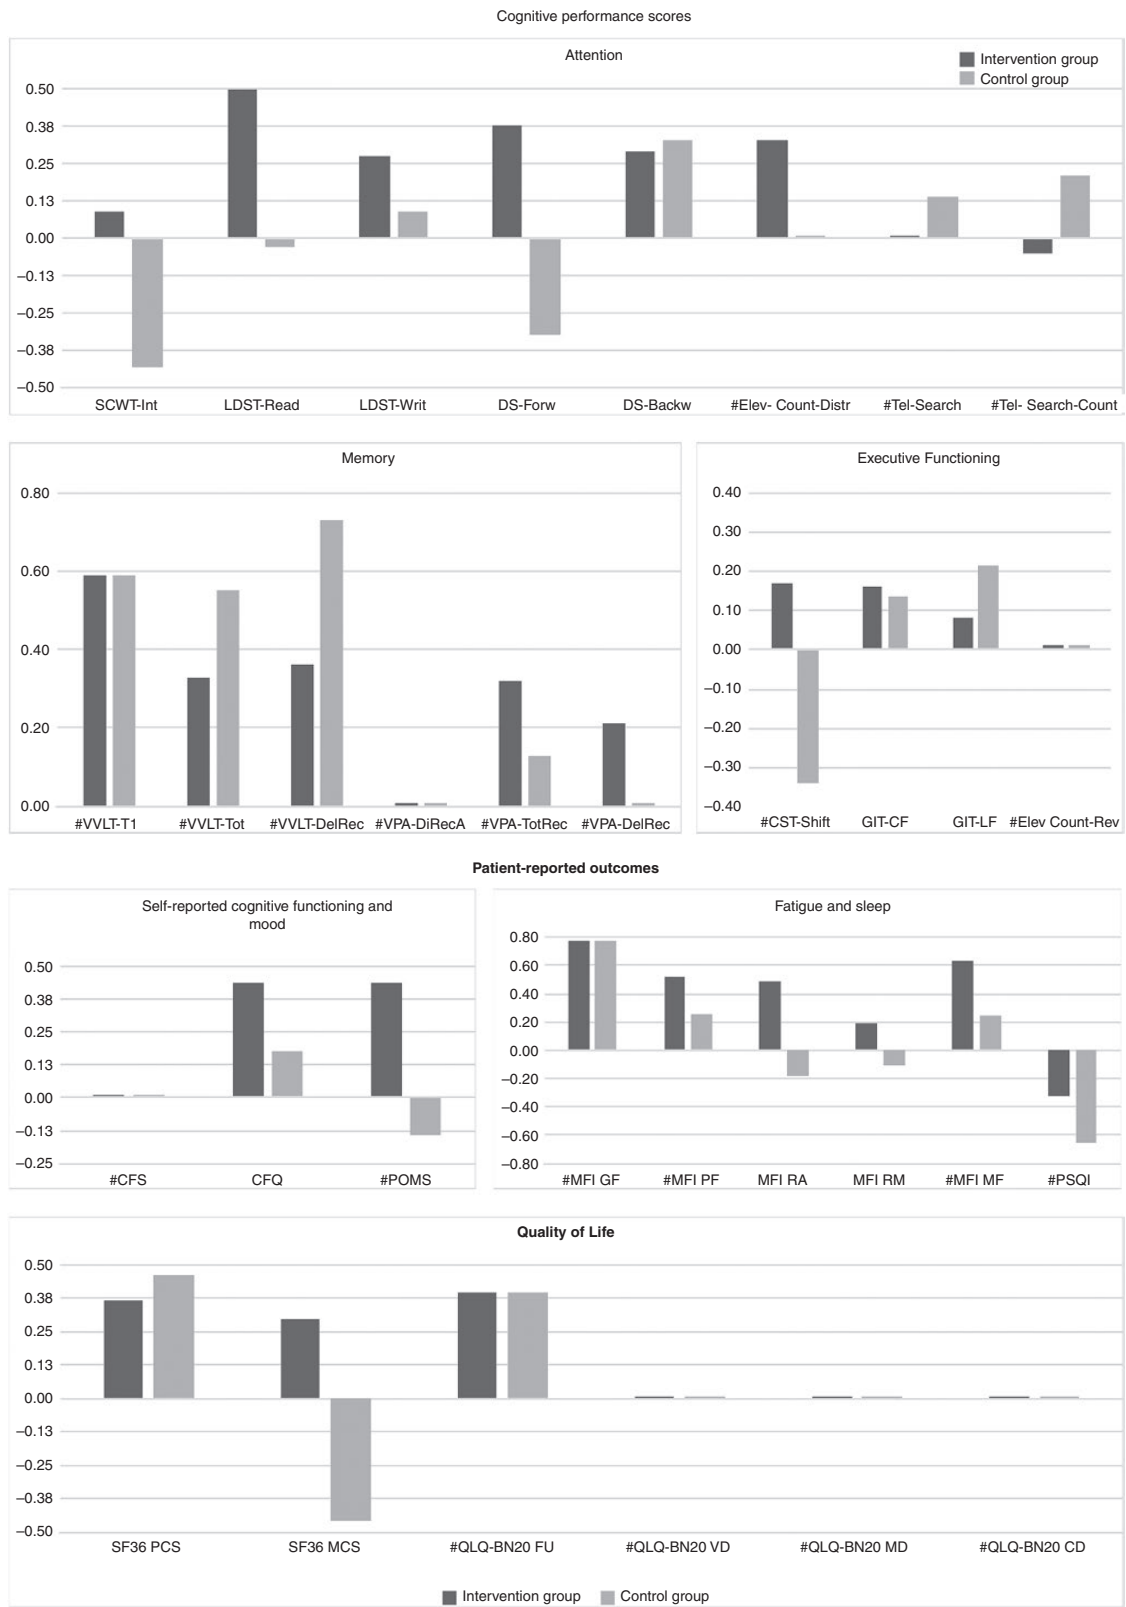 Cognitive performance scores
Attention
Intervention group
Control group
0.50
0.38
0.25
0.13
0.00
–0.13
–0.25
–0.38
–0.50
SCWT-Int LDST-Read LDST-Writ DS-Forw DS-Backw #Elev- Count-Distr #Tel-Search #Tel- Search-Count
Memory
0.80
0.60
0.40
0.20
0.00
#VVLT-T1 #VVLT-Tot #VVLT-DelRec #VPA-DiRecA #VPA-TotRec #VPA-DelRec
Executive Functioning
0.40
0.30
0.20
0.10
0.00
–0.10
–0.20
–0.30
–0.40
#CST-Shift GIT-CF GIT-LF #Elev Count-Rev
Patient-reported outcomes
Self-reported cognitive functioning and
mood
0.50
0.38
0.25
0.13
0.00
–0.13
–0.25
#CFS CFQ #POMS
Fatigue and sleep
0.80
0.60
0.40
0.20
0.00
–0.20
–0.40
–0.60
–0.80
#MFI GF #MFI PF MFI RA MFI RM #MFI MF #PSQI
Quality of Life
0.50
0.38
0.25
0.13
0.00
–0.13
–0.25
–0.38
–0.50
SF36 PCS SF36 MCS #QLQ-BN20 FU #QLQ-BN20 VD #QLQ-BN20 MD #QLQ-BN20 CD
Intervention group Control group